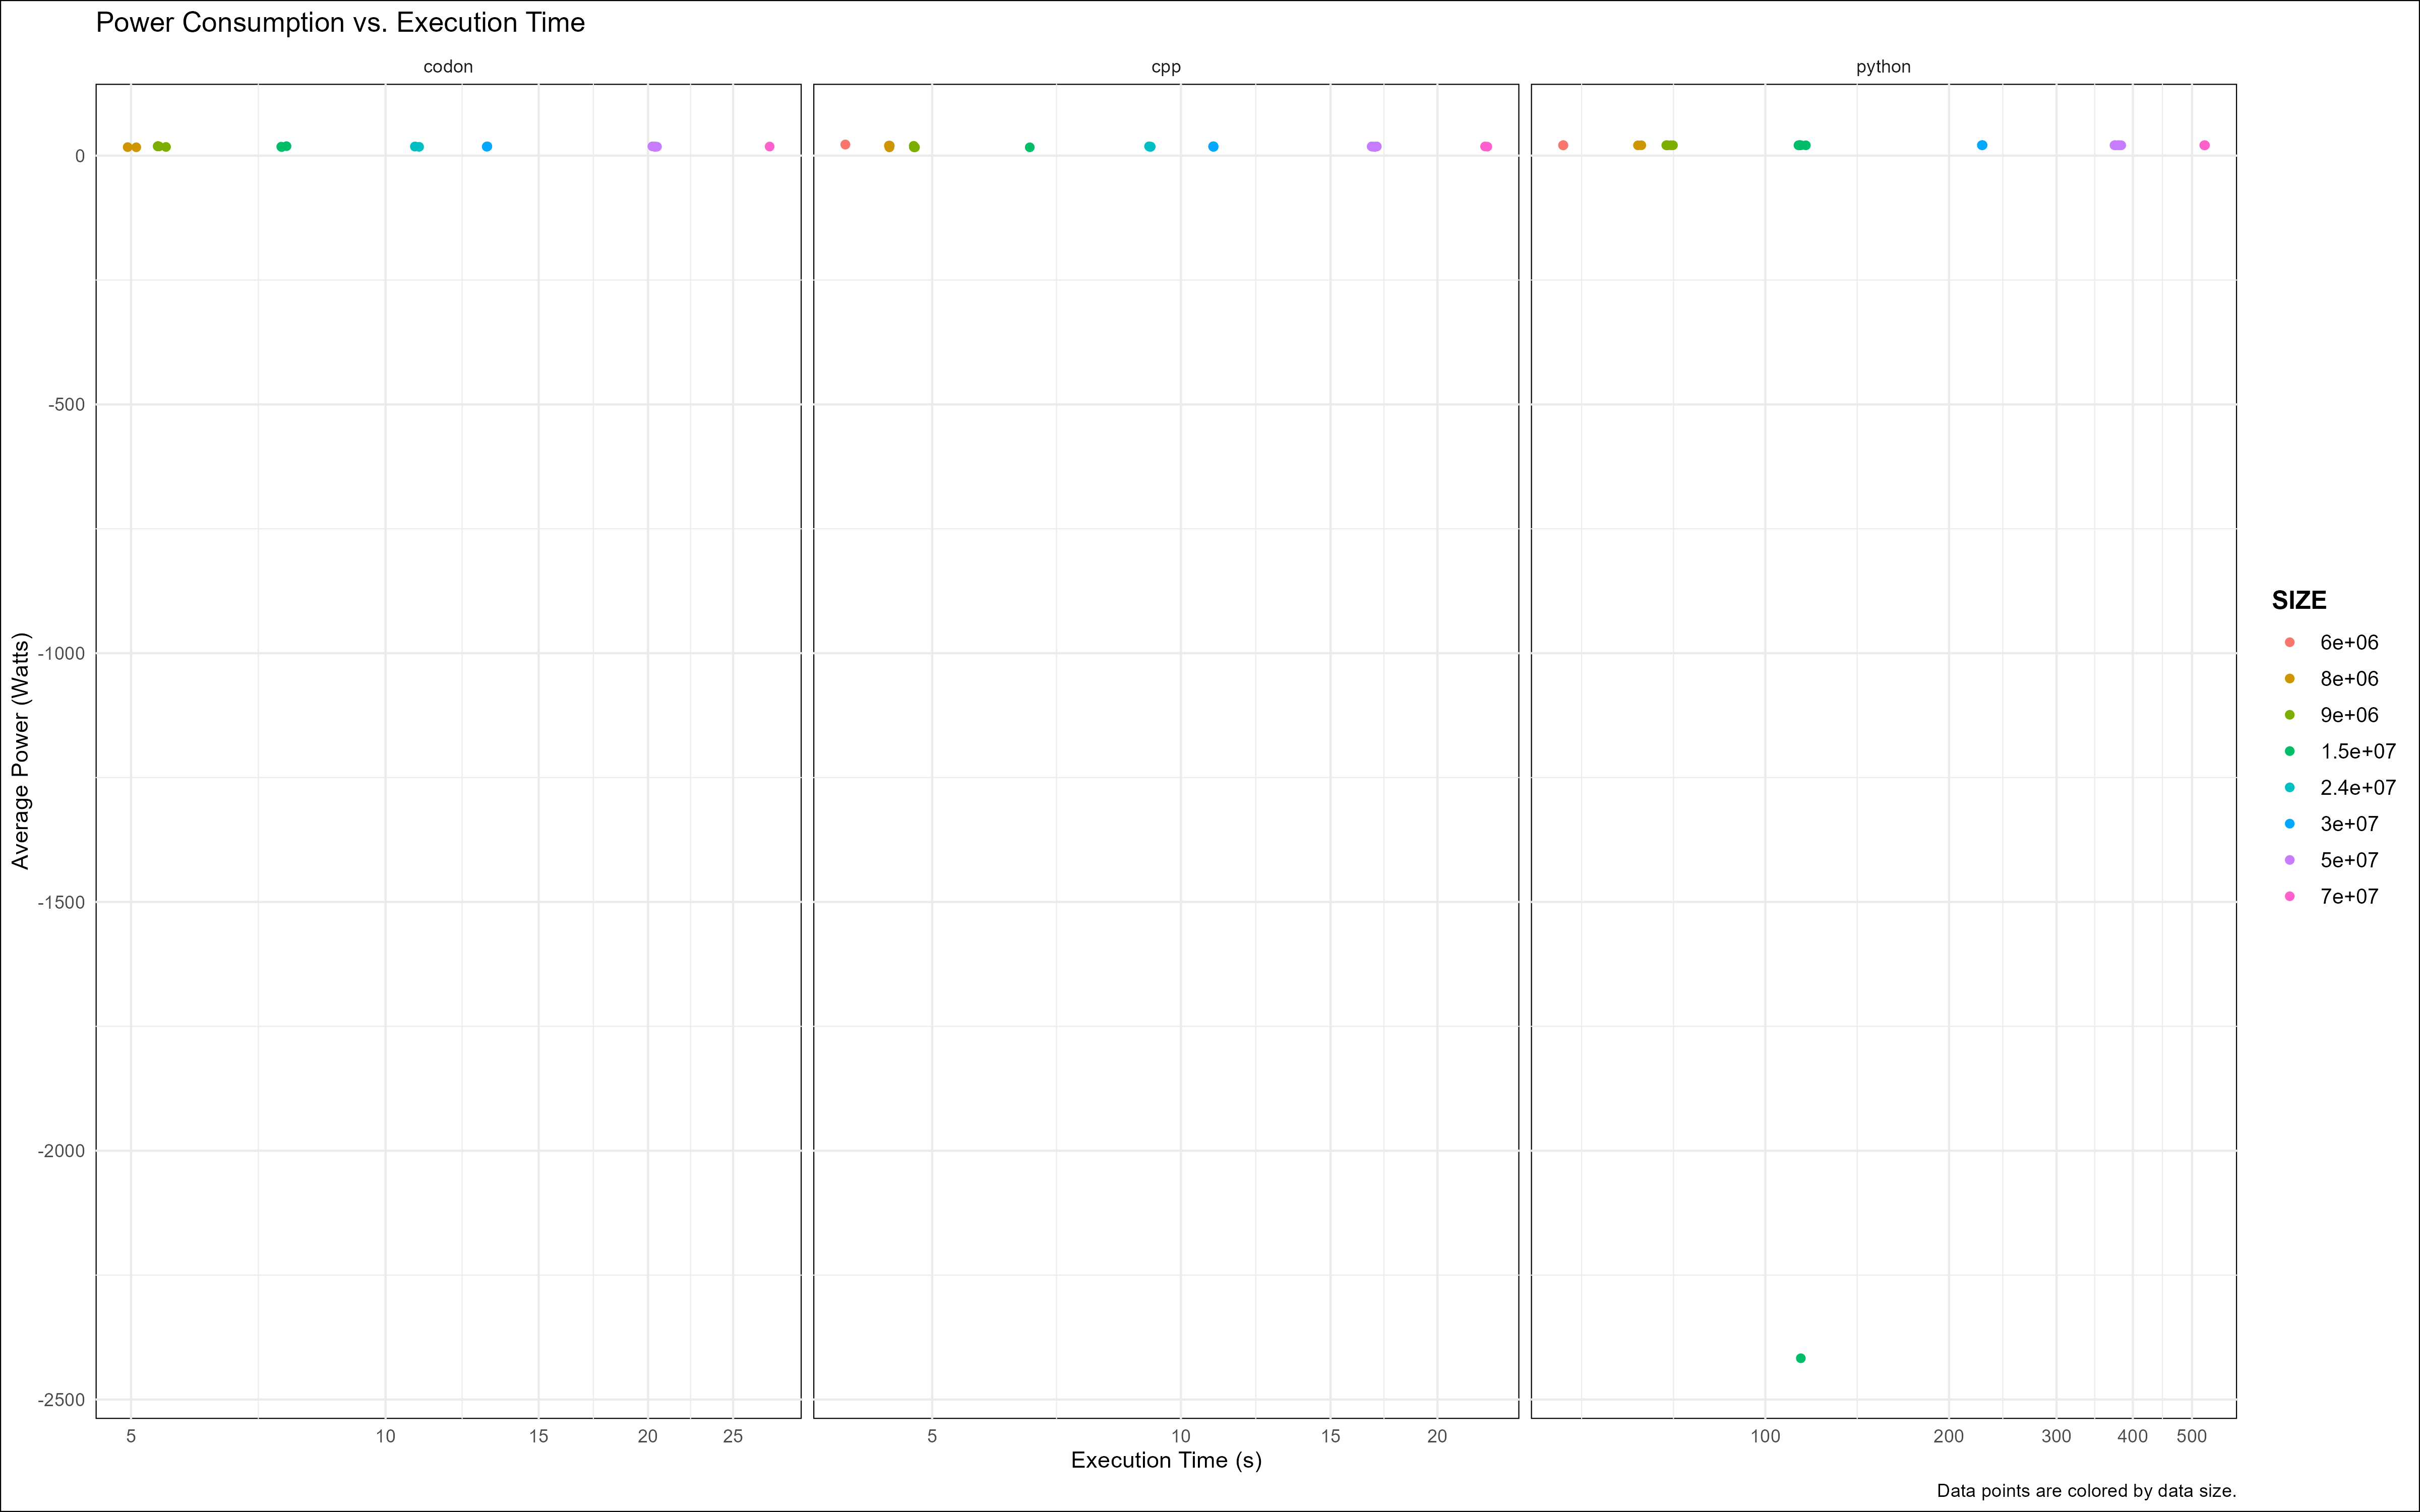 Power Consumption vs. Execution Time
codon
cpp
python
Average Power (Watts)
0
-500
-1000
-1500
-2000
-2500
5
10
15
20
25
5
10
15
20
100
200
300
400
500
Execution Time (s)
SIZE
6e+06
8e+06
9e+06
1.5e+07
2.4e+07
3e+07
5e+07
7e+07
Data points are colored by data size.